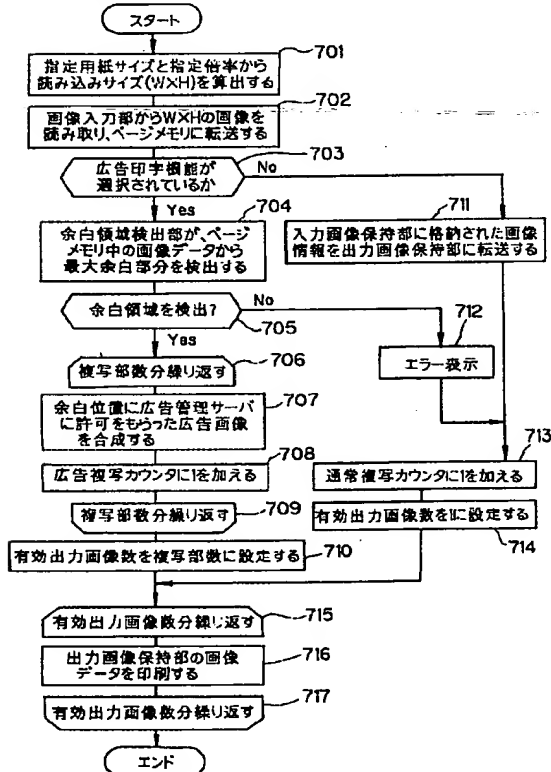 スタート
701
指定用紙サイズと指定倍率から
読み込みサイズ(W×H)を算出する
702
画像入力部からW×Hの画像を
読み取り、ページメモリに転送する
703
広告印字機能が
選択されているか
No
Yes
704
余白領域検出部が、ページ
メモリ中の画像データから
最大余白部分を検出する
711
入力画像保持部に格納された画像
情報を出力画像保持部に転送する
余白領域を検出?
No
705
Yes
712
エラー表示
706
複写部数分繰り返す
707
余白位置に広告管理サーバ
に許可をもらった広告画像
を合成する
708
広告複写カウンタに1を加える
713
通常複写カウンタに1を加える
709
複写部数分繰り返す
有効出力画像数を1に設定する
714
有効出力画像数を複写部数に設定する
710
有効出力画像数分繰り返す
715
出力画像保持部の画像
データを印刷する
716
有効出力画像数分繰り返す
717
エンド